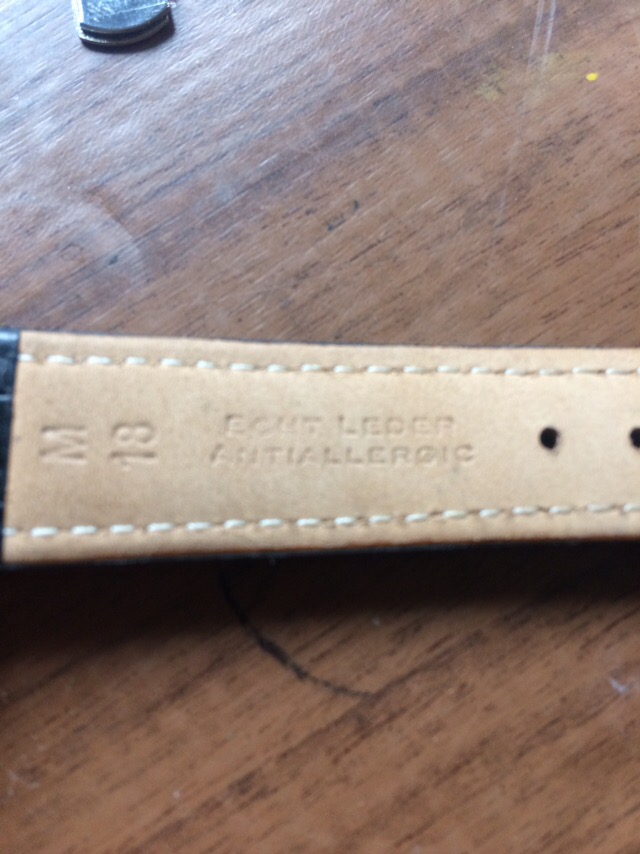 M
18
ECHT LEDER
ANTIALLERGIC